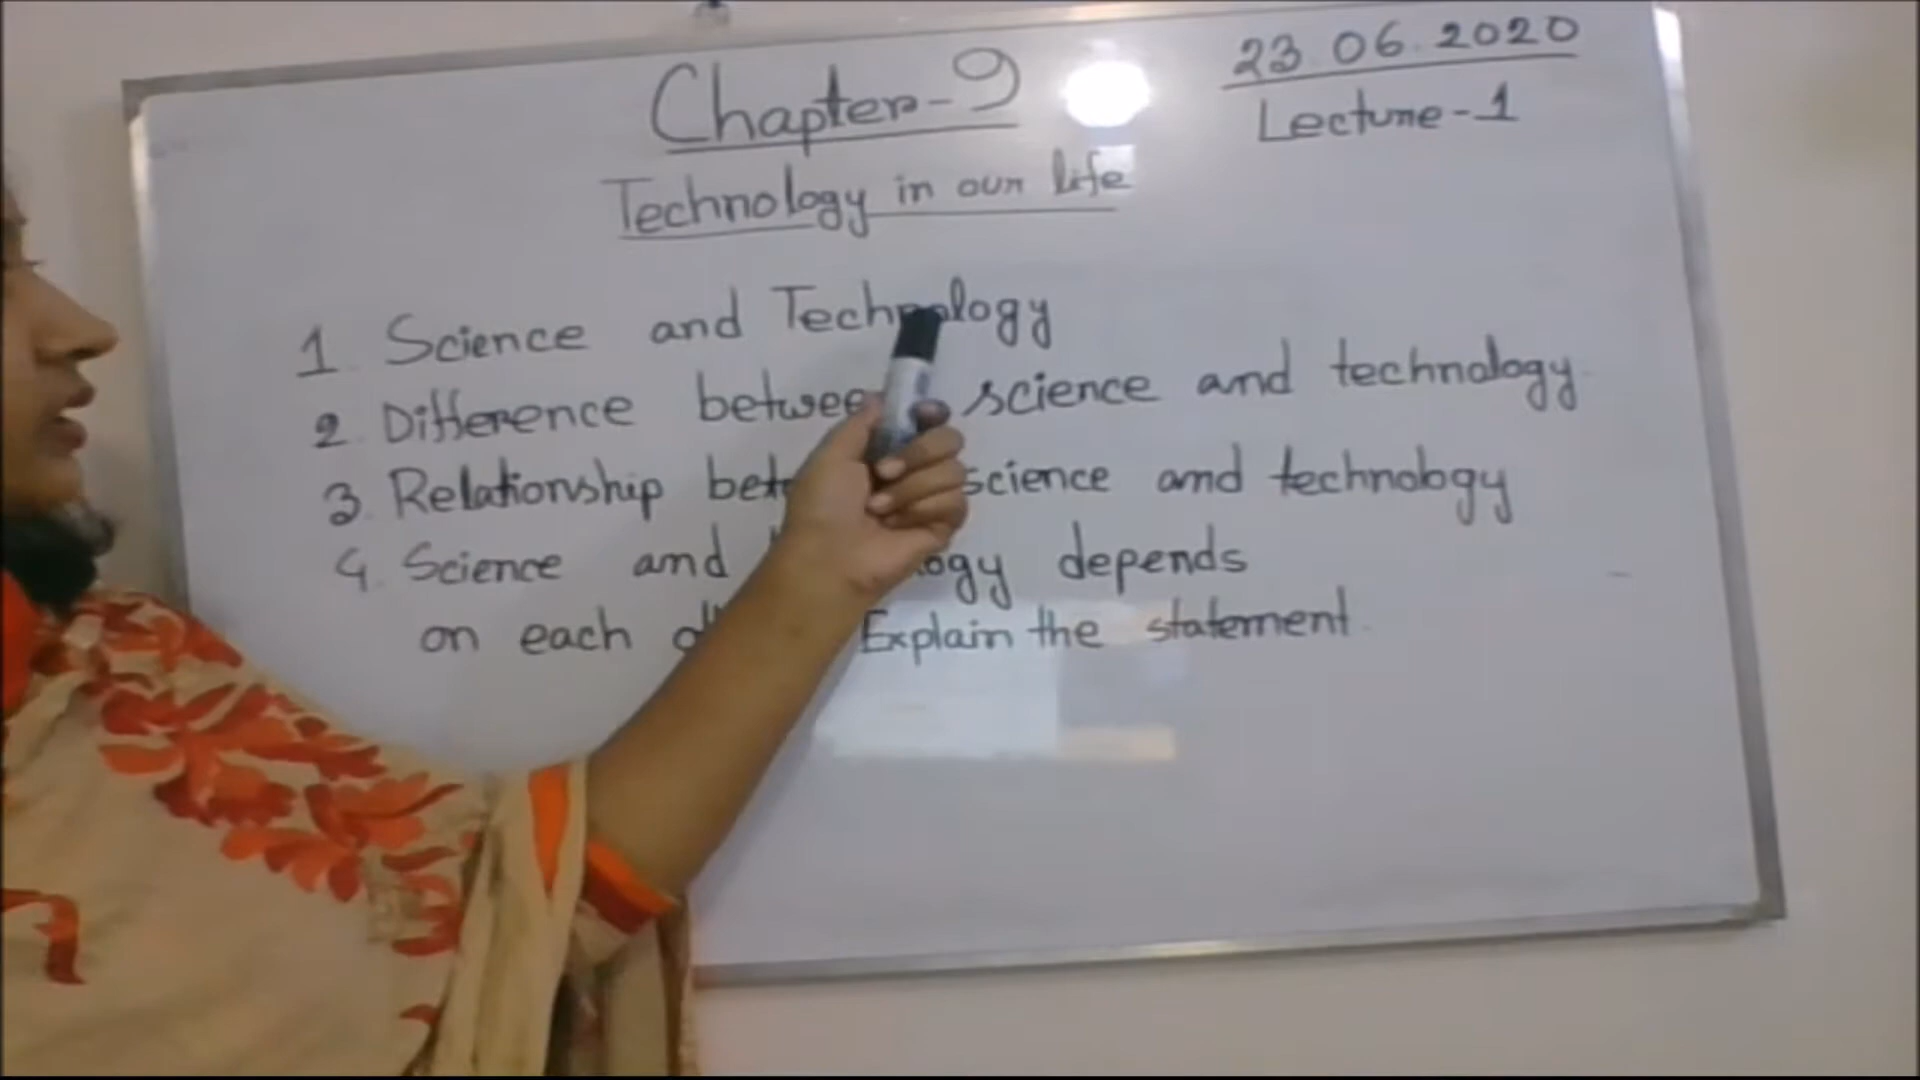 Chapter-9
23.06.2020
Lecture-1
Technology in our life
1. Science and Technology
2. Difference between science and technology.
3. Relationship science and technology
4. Science and depends
on each Explain the statement.